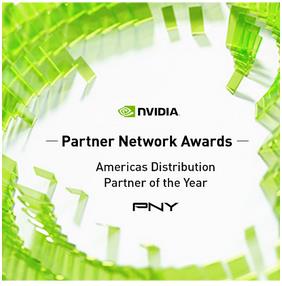 NVIDIA
Partner Network Awards
Americas Distribution
Partner of the Year
PNY